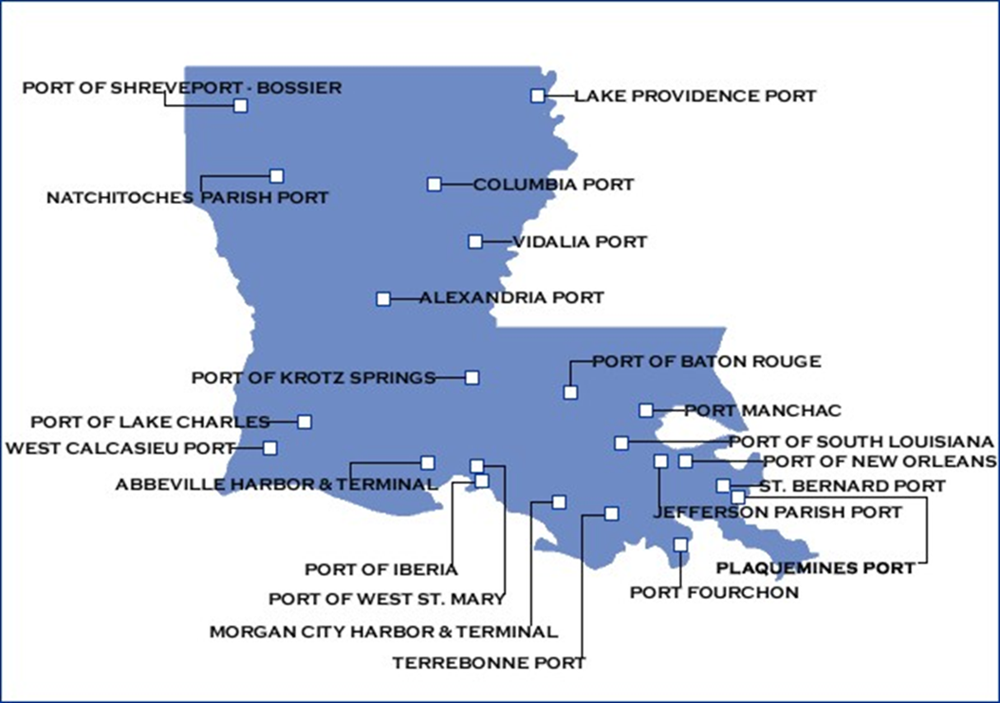 PORT OF SHREVEPORT - BOSSIER
LAKE PROVIDENCE PORT
COLUMBIA PORT
NATCHITOCHES PARISH PORT
VIDALIA PORT
ALEXANDRIA PORT
PORT OF BATON ROUGE
PORT OF KROTZ SPRINGS
PORT MANCHAC
PORT OF LAKE CHARLES
PORT OF SOUTH LOUISIANA
WEST CALCASIEU PORT
PORT OF NEW ORLEANS
ABBEVILLE HARBOR & TERMINAL
ST. BERNARD PORT
JEFFERSON PARISH PORT
PORT OF IBERIA
PLAQUEMINES PORT
PORT FOURCHON
PORT OF WEST ST. MARY
MORGAN CITY HARBOR & TERMINAL
TERREBONNE PORT